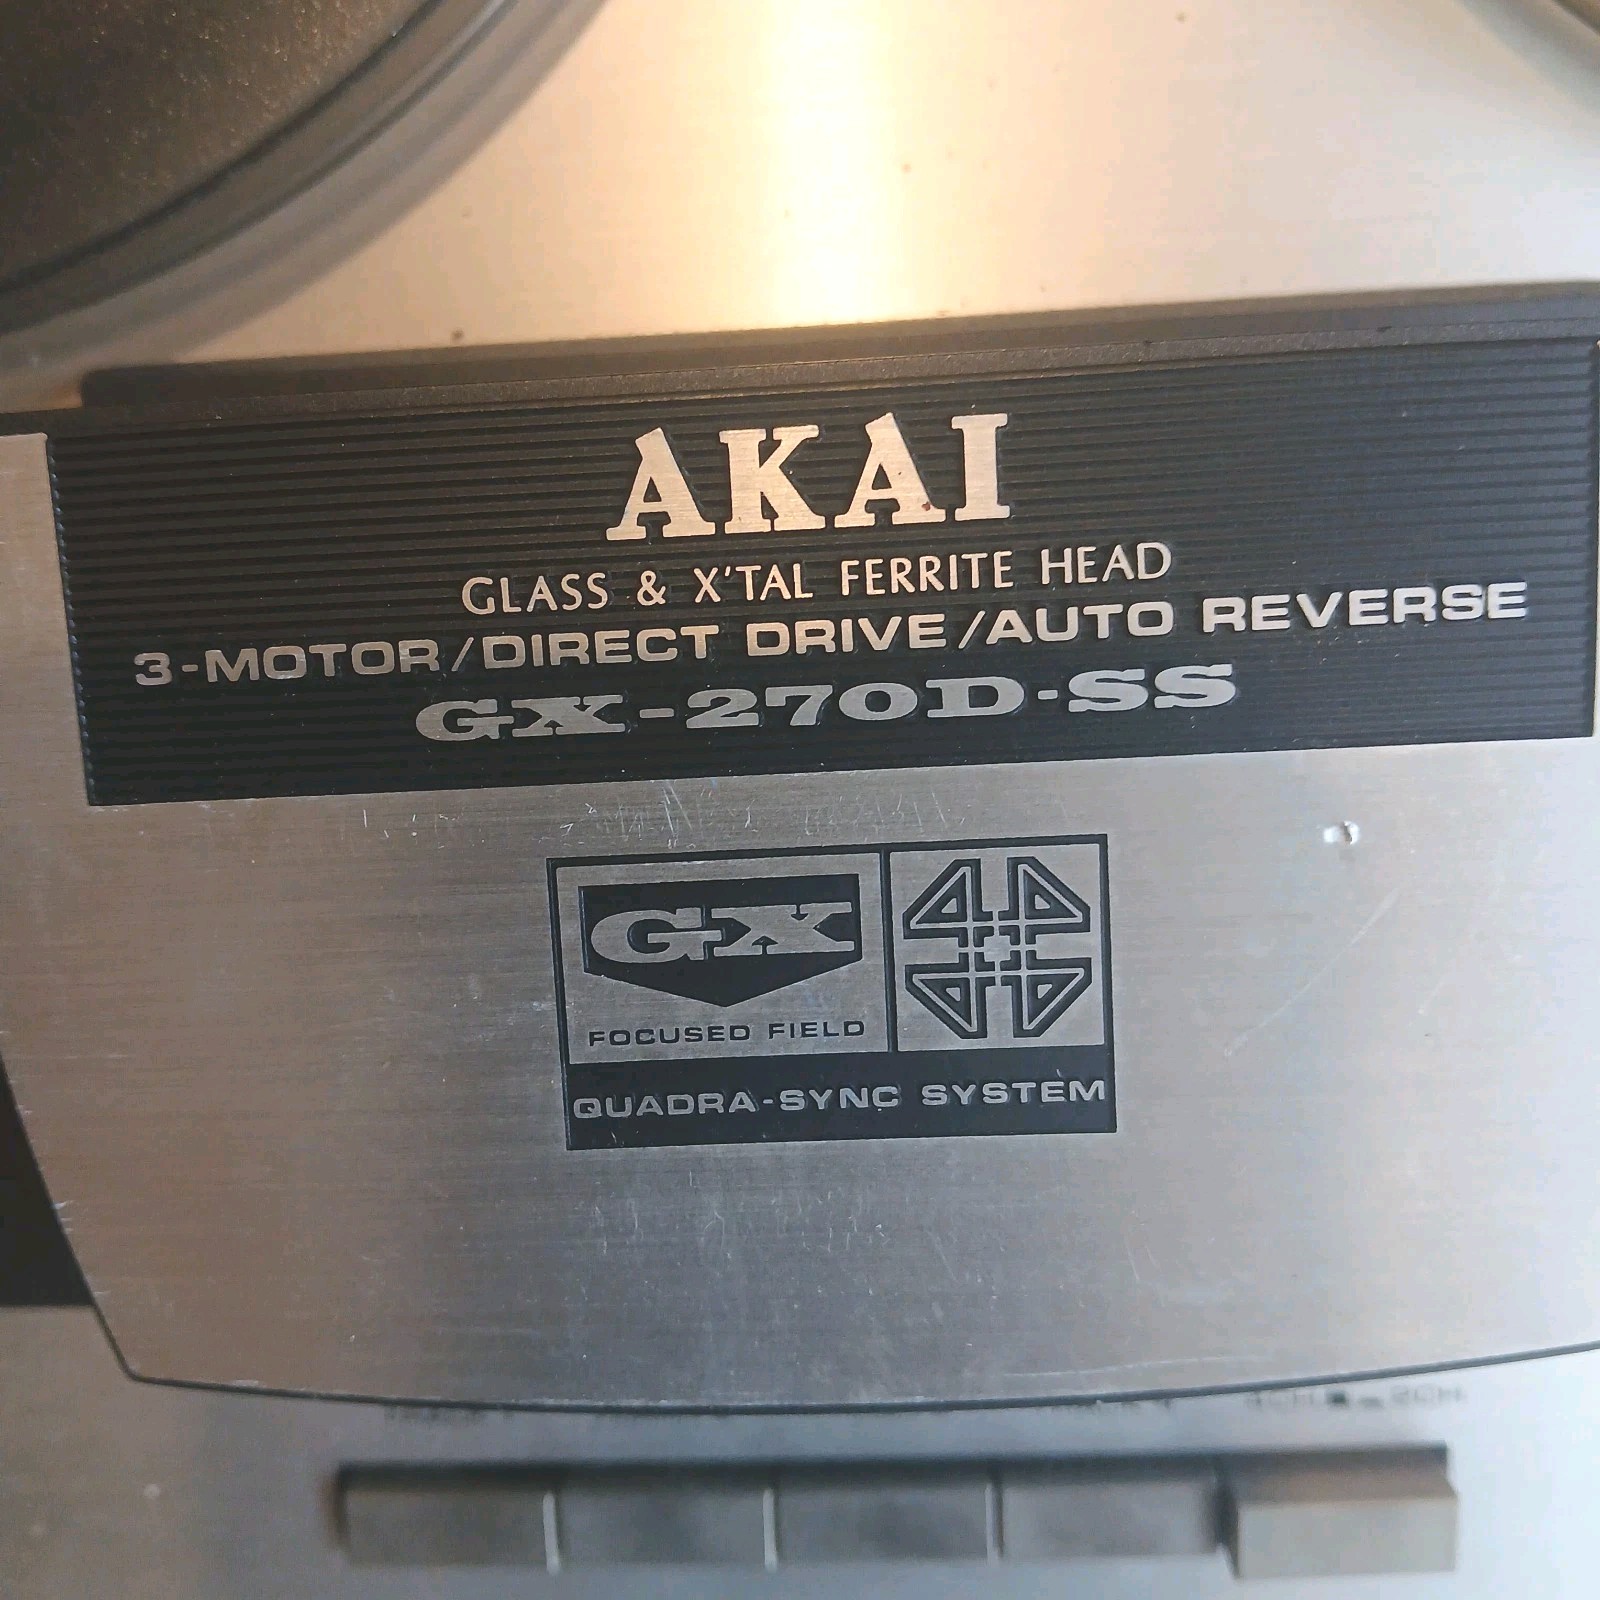 AKAI
GLASS & X'TAL FERRITE HEAD
3-MOTOR/DIRECT DRIVE/AUTO REVERSE
GX-270D-SS
GX
FOCUSED FIELD
QUADRA-SYNC SYSTEM